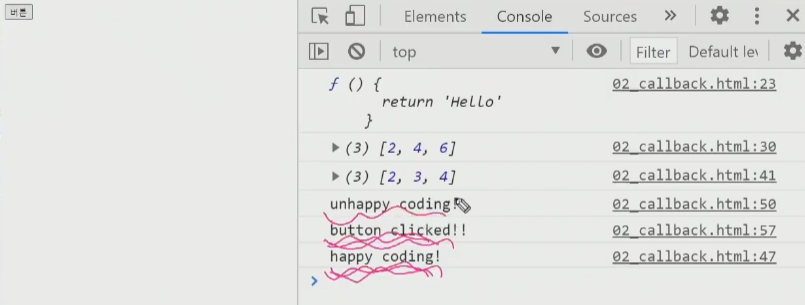 버튼
Elements Console Sources »
top Filter Default lev
f () { 02_callback.html:23
return 'Hello'
}
(3) [2, 4, 6] 02_callback.html:30
(3) [2, 3, 4] 02_callback.html:41
unhappy coding! 02_callback.html:50
button clicked!! 02_callback.html:57
happy coding! 02_callback.html:47
>